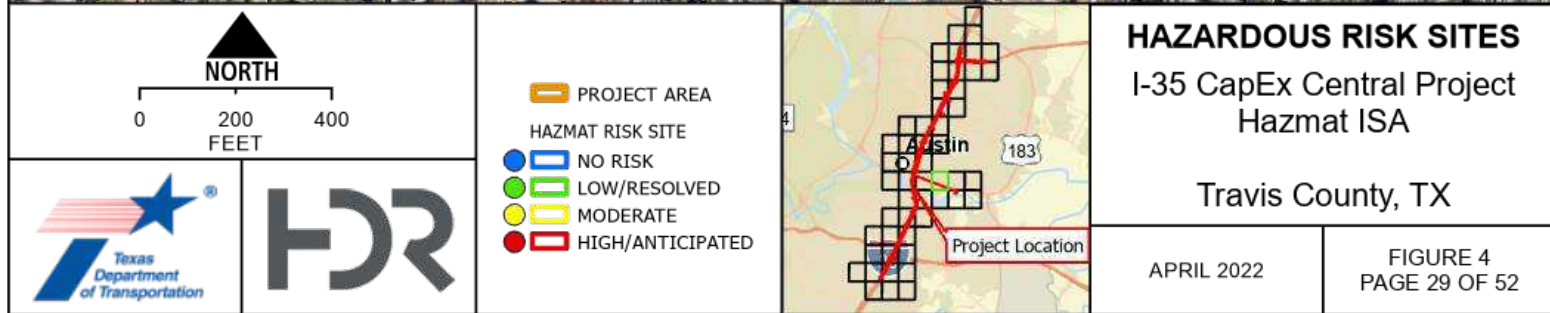 NORTH
0 200 400
FEET
Texas
Department
of Transportation
®
HDR
PROJECT AREA
HAZMAT RISK SITE
NO RISK
LOW/RESOLVED
MODERATE
HIGH/ANTICIPATED
4
Austin
183
Project Location
HAZARDOUS RISK SITES
I-35 CapEx Central Project
Hazmat ISA
Travis County, TX
APRIL 2022
FIGURE 4
PAGE 29 OF 52